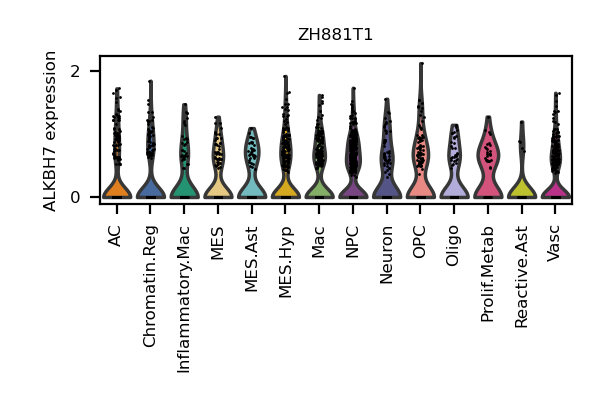 ZH881T1
ALKBH7 expression
2
0
AC
Chromatin.Reg
Inflammatory.Mac
MES
MES.Ast
MES.Hyp
Mac
NPC
Neuron
OPC
Oligo
Prolif.Metab
Reactive.Ast
Vasc